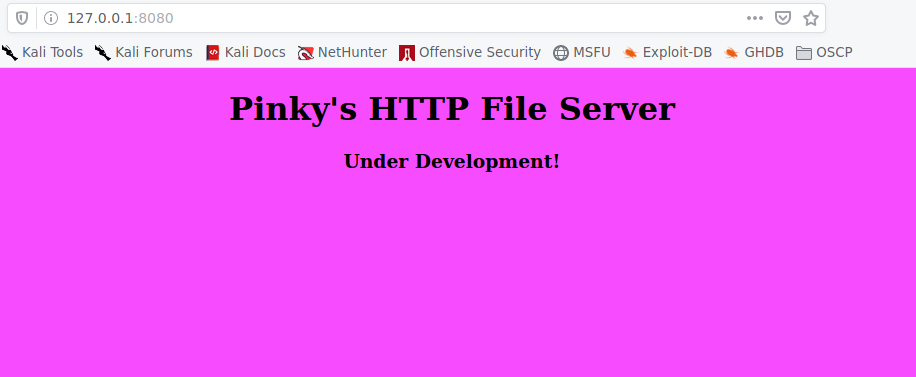 127.0.0.1:8080
Kali Tools Kali Forums Kali Docs NetHunter Offensive Security MSFU Exploit-DB GHDB OSCP
Pinky's HTTP File Server
Under Development!